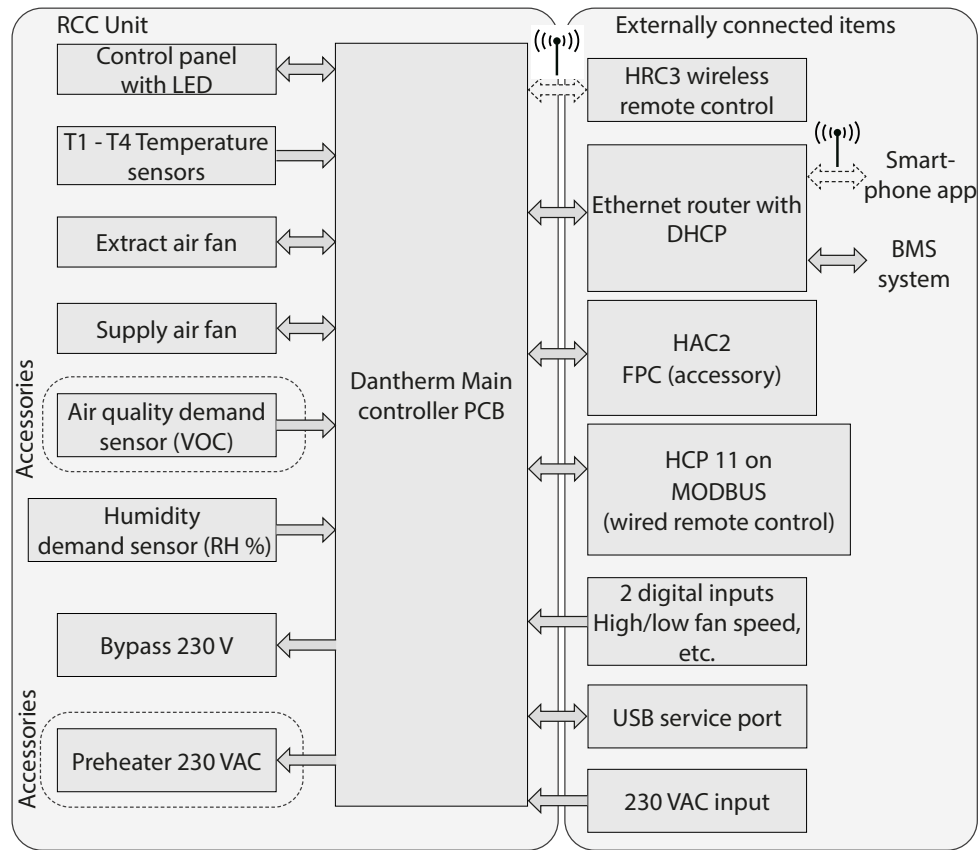 RCC Unit
Control panel
with LED
T1 - T4 Temperature
sensors
Extract air fan
Supply air fan
Accessories
Air quality demand
sensor (VOC)
Humidity
demand sensor (RH %)
Bypass 230 V
Accessories
Preheater 230 VAC
Dantherm Main
controller PCB
Externally connected items
HRC3 wireless
remote control
Ethernet router with
DHCP
Smart-
phone app
BMS
system
HAC2
FPC (accessory)
HCP 11 on
MODBUS
(wired remote control)
2 digital inputs
High/low fan speed,
etc.
USB service port
230 VAC input